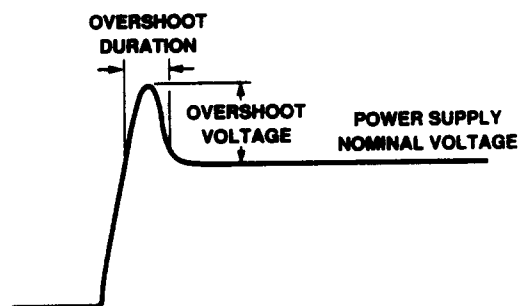 OVERSHOOT
DURATION
OVERSHOOT
VOLTAGE
POWER SUPPLY
NOMINAL VOLTAGE